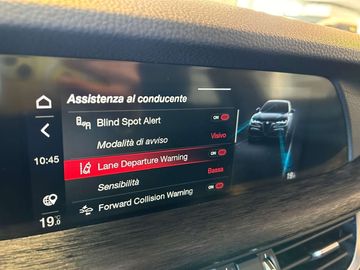 Assistenza al conducente
Blind Spot Alert ON
Modalità di avviso Visivo
10:45 Lane Departure Warning ON
Sensibilità Bassa
Forward Collision Warning ON
19.0